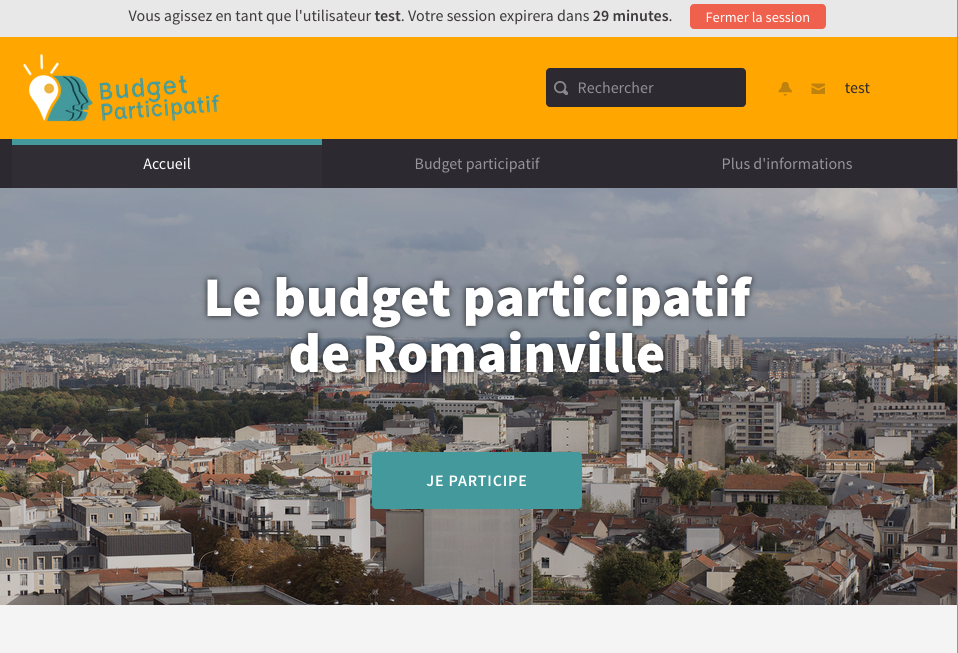 Vous agissez en tant que l'utilisateur test. Votre session expirera dans 29 minutes.
Fermer la session
Budget
Participatif
Rechercher
test
Accueil
Budget participatif
Plus d'informations
Le budget participatif
de Romainville
JE PARTICIPE